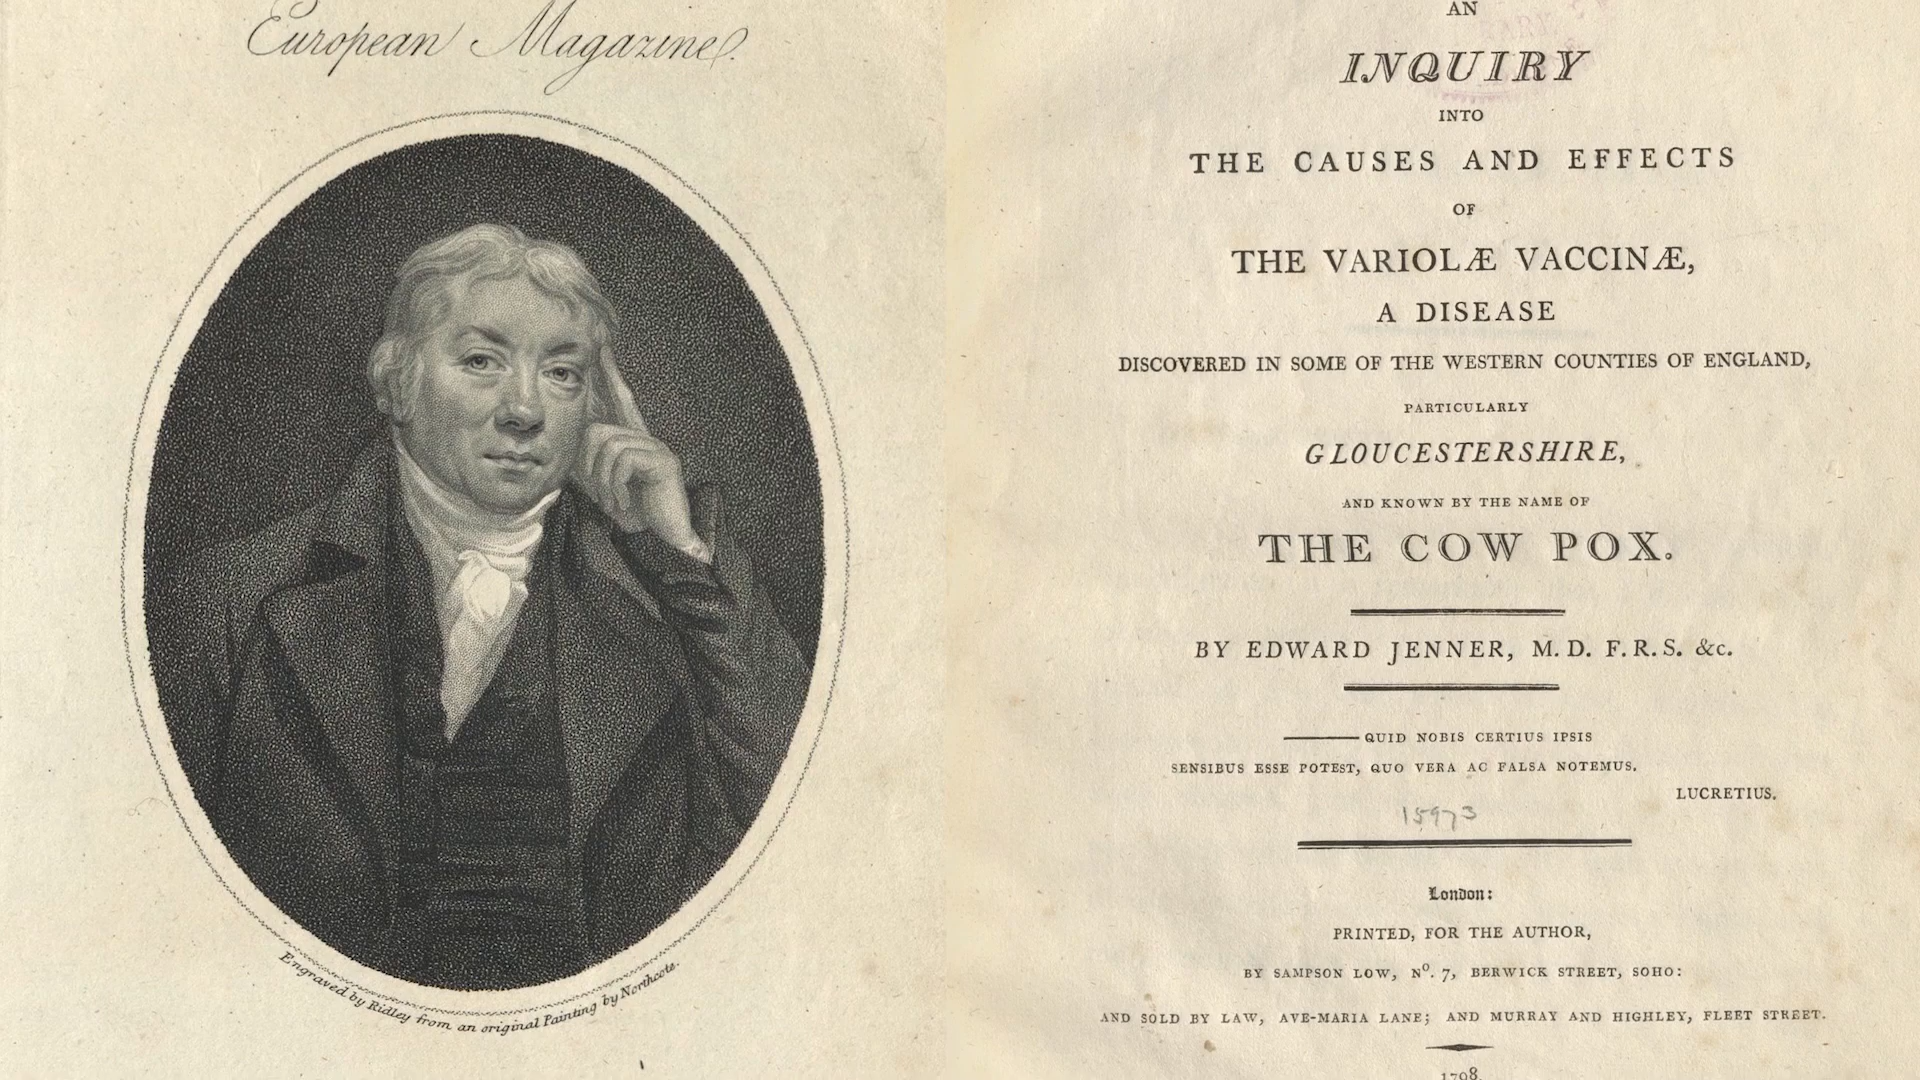 European Magazine.
Engraved by Ridley from an original Painting by Northcote.
AN
INQUIRY
INTO
THE CAUSES AND EFFECTS
OF
THE VARIOLÆ VACCINÆ,
A DISEASE
DISCOVERED IN SOME OF THE WESTERN COUNTIES OF ENGLAND,
PARTICULARLY
GLOUCESTERSHIRE,
AND KNOWN BY THE NAME OF
THE COW POX.
BY EDWARD JENNER, M.D. F.R.S. &c.
——QUID NOBIS CERTIUS IPSIS
SENSIBUS ESSE POTEST, QUO VERA AC FALSA NOTEMUS.
LUCRETIUS.
15973
London:
PRINTED, FOR THE AUTHOR,
BY SAMPSON LOW, Nº. 7, BERWICK STREET, SOHO:
AND SOLD BY LAW, AVE-MARIA LANE; AND MURRAY AND HIGHLEY, FLEET STREET.
1798.